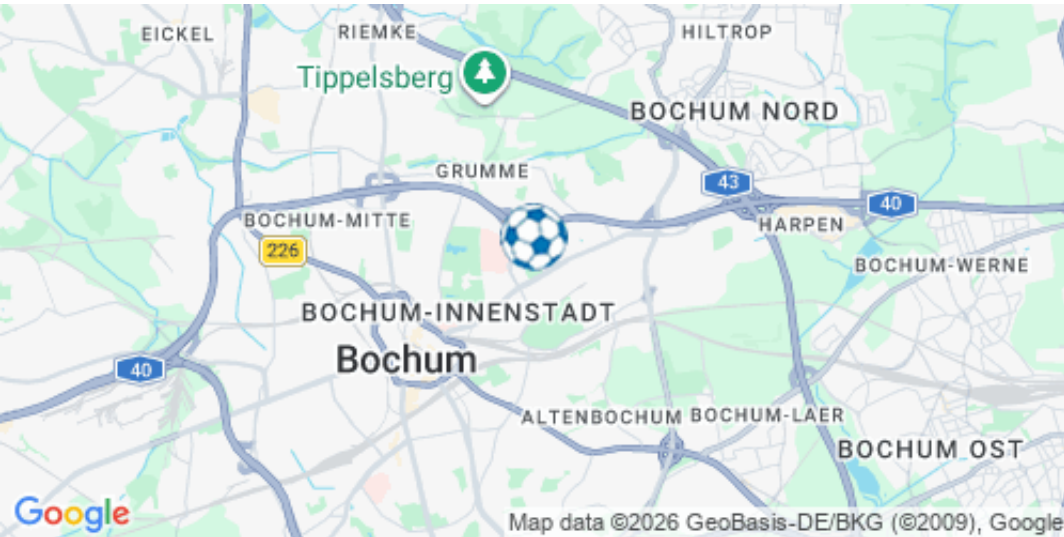 EICKEL
RIEMKE
HILTROP
Tippelsberg
BOCHUM NORD
GRUMME
43
40
BOCHUM-MITTE
HARPEN
226
BOCHUM-WERNE
BOCHUM-INNENSTADT
Bochum
40
ALTENBOCHUM
BOCHUM-LAER
BOCHUM OST
Google
Map data ©2026 GeoBasis-DE/BKG (©2009), Google